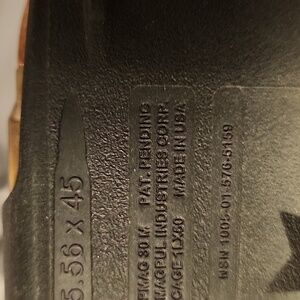 5.56 x 45
PMAG 30 M PAT. PENDING
MAGPUL INDUSTRIES CORP.
CAGE 1LX50 MADE IN USA
NSN 1005-01-576-5159